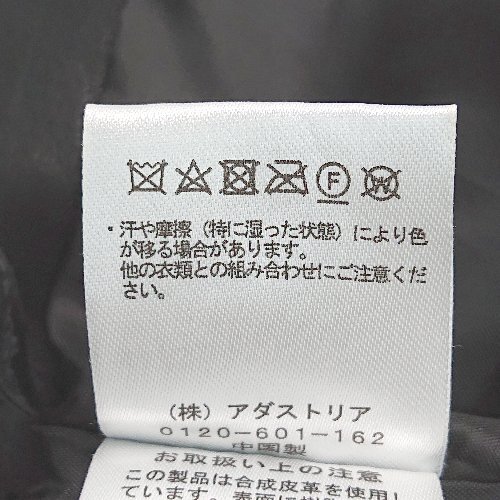 F
W
・汗や摩擦（特に湿った状態）により色
が移る場合があります。
他の衣類との組み合わせにご注意くだ
さい。
（株）アダストリア
0120-601-162
中国製
お取扱い上の注意
この製品は合成皮革を使用し
ています。表面に